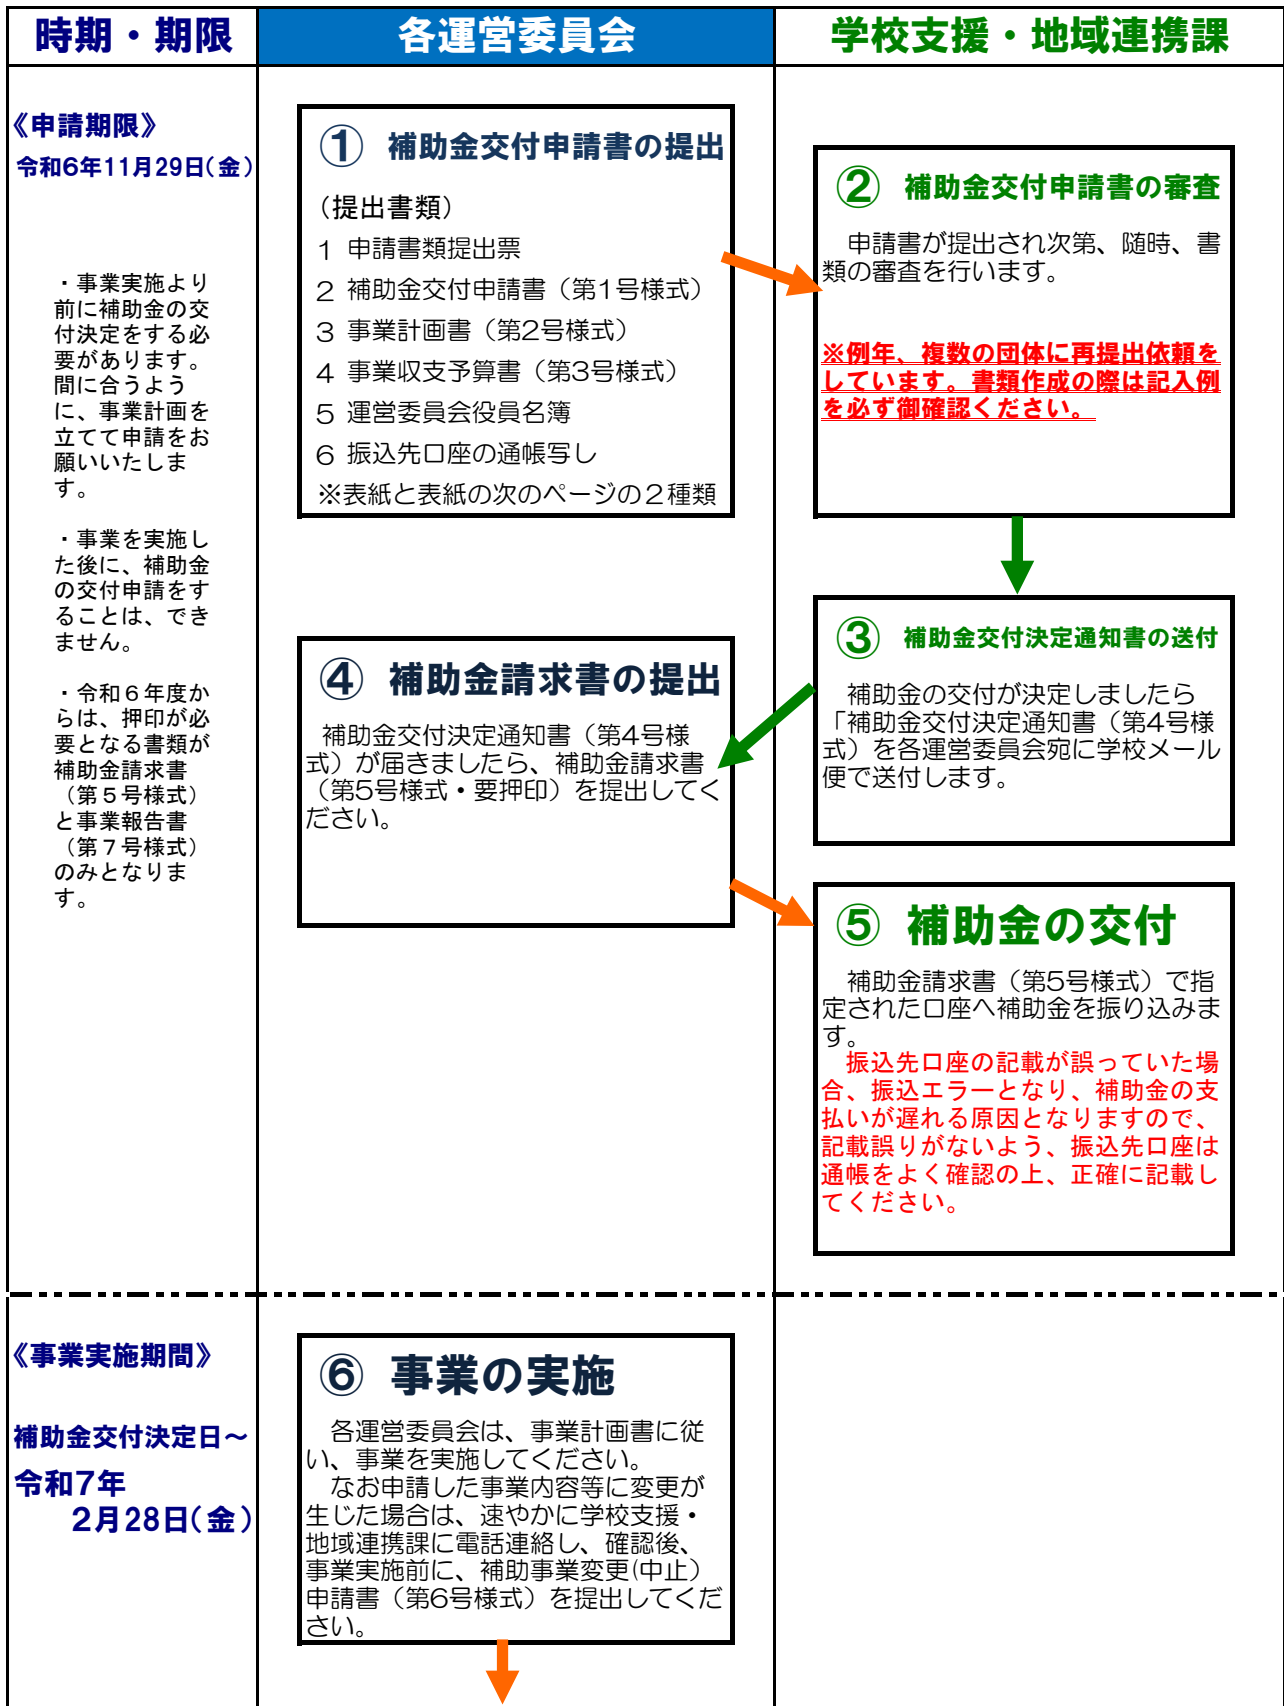 時期・期限
各運営委員会
学校支援・地域連携課
《申請期限》
令和6年11月29日(金)
・事業実施より
前に補助金の交
付決定をする必
要があります。
間に合うよう
に、事業計画を
立てて申請をお
願いいたしま
す。
・事業を実施し
た後に、補助金
の交付申請をす
ることは、でき
ません。
・令和６年度か
らは、押印が必
要となる書類が
補助金請求書
（第５号様式）
と事業報告書
（第７号様式）
のみとなりま
す。
① 補助金交付申請書の提出
（提出書類）
1 申請書類提出票
2 補助金交付申請書（第1号様式）
3 事業計画書（第2号様式）
4 事業収支予算書（第3号様式）
5 運営委員会役員名簿
6 振込先口座の通帳写し
※表紙と表紙の次のページの２種類
② 補助金交付申請書の審査
申請書が提出され次第、随時、書
類の審査を行います。
※例年、複数の団体に再提出依頼を
しています。書類作成の際は記入例
を必ず御確認ください。
③ 補助金交付決定通知書の送付
補助金の交付が決定しましたら
「補助金交付決定通知書（第4号様
式）を各運営委員会宛に学校メール
便で送付します。
④ 補助金請求書の提出
補助金交付決定通知書（第4号様
式）が届きましたら、補助金請求書
（第5号様式・要押印）を提出してく
ださい。
⑤ 補助金の交付
補助金請求書（第5号様式）で指
定された口座へ補助金を振り込みま
す。
振込先口座の記載が誤っていた場
合、振込エラーとなり、補助金の支
払いが遅れる原因となりますので、
記載誤りがないよう、振込先口座は
通帳をよく確認の上、正確に記載し
てください。
《事業実施期間》
補助金交付決定日～
令和7年
2月28日(金)
⑥ 事業の実施
各運営委員会は、事業計画書に従
い、事業を実施してください。
なお申請した事業内容等に変更が
生じた場合は、速やかに学校支援・
地域連携課に電話連絡し、確認後、
事業実施前に、補助事業変更(中止）
申請書（第6号様式）を提出してくだ
さい。